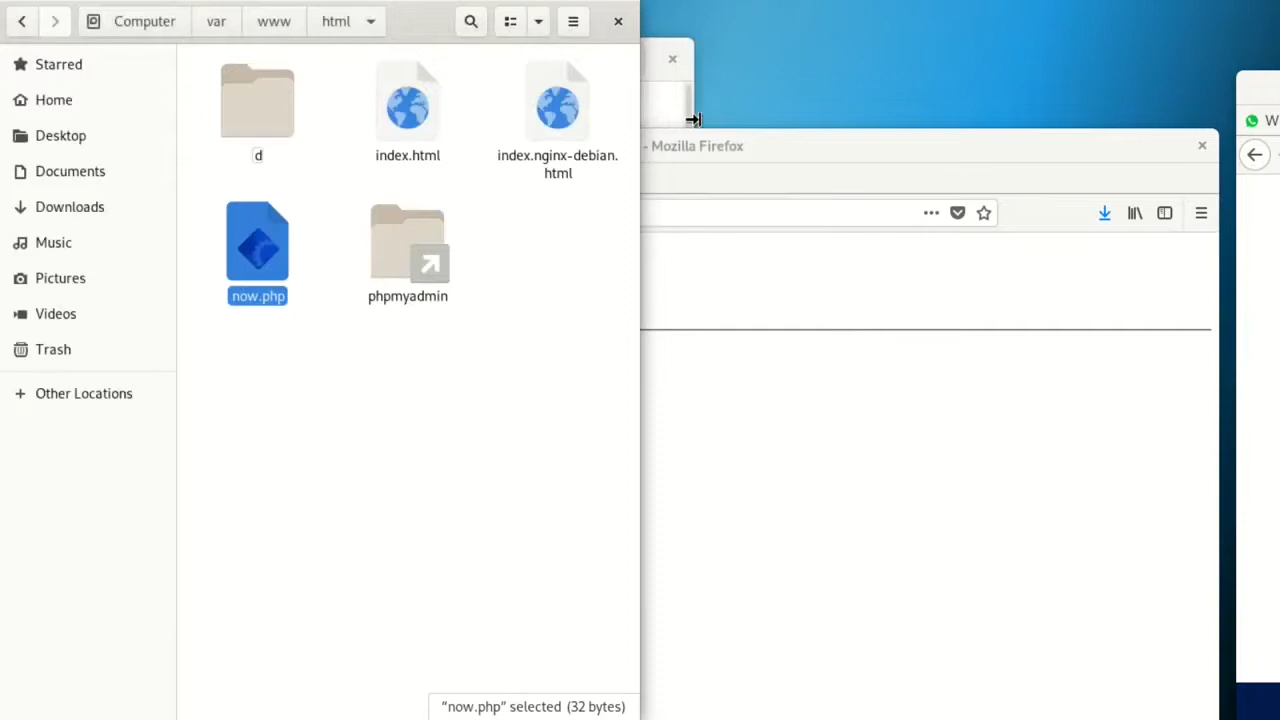 Computer
var
www
html
Starred
Home
Desktop
Documents
Downloads
Music
Pictures
Videos
Trash
Other Locations
d
index.html
index.nginx-debian.
html
now.php
phpmyadmin
"now.php" selected (32 bytes)
- Mozilla Firefox
W